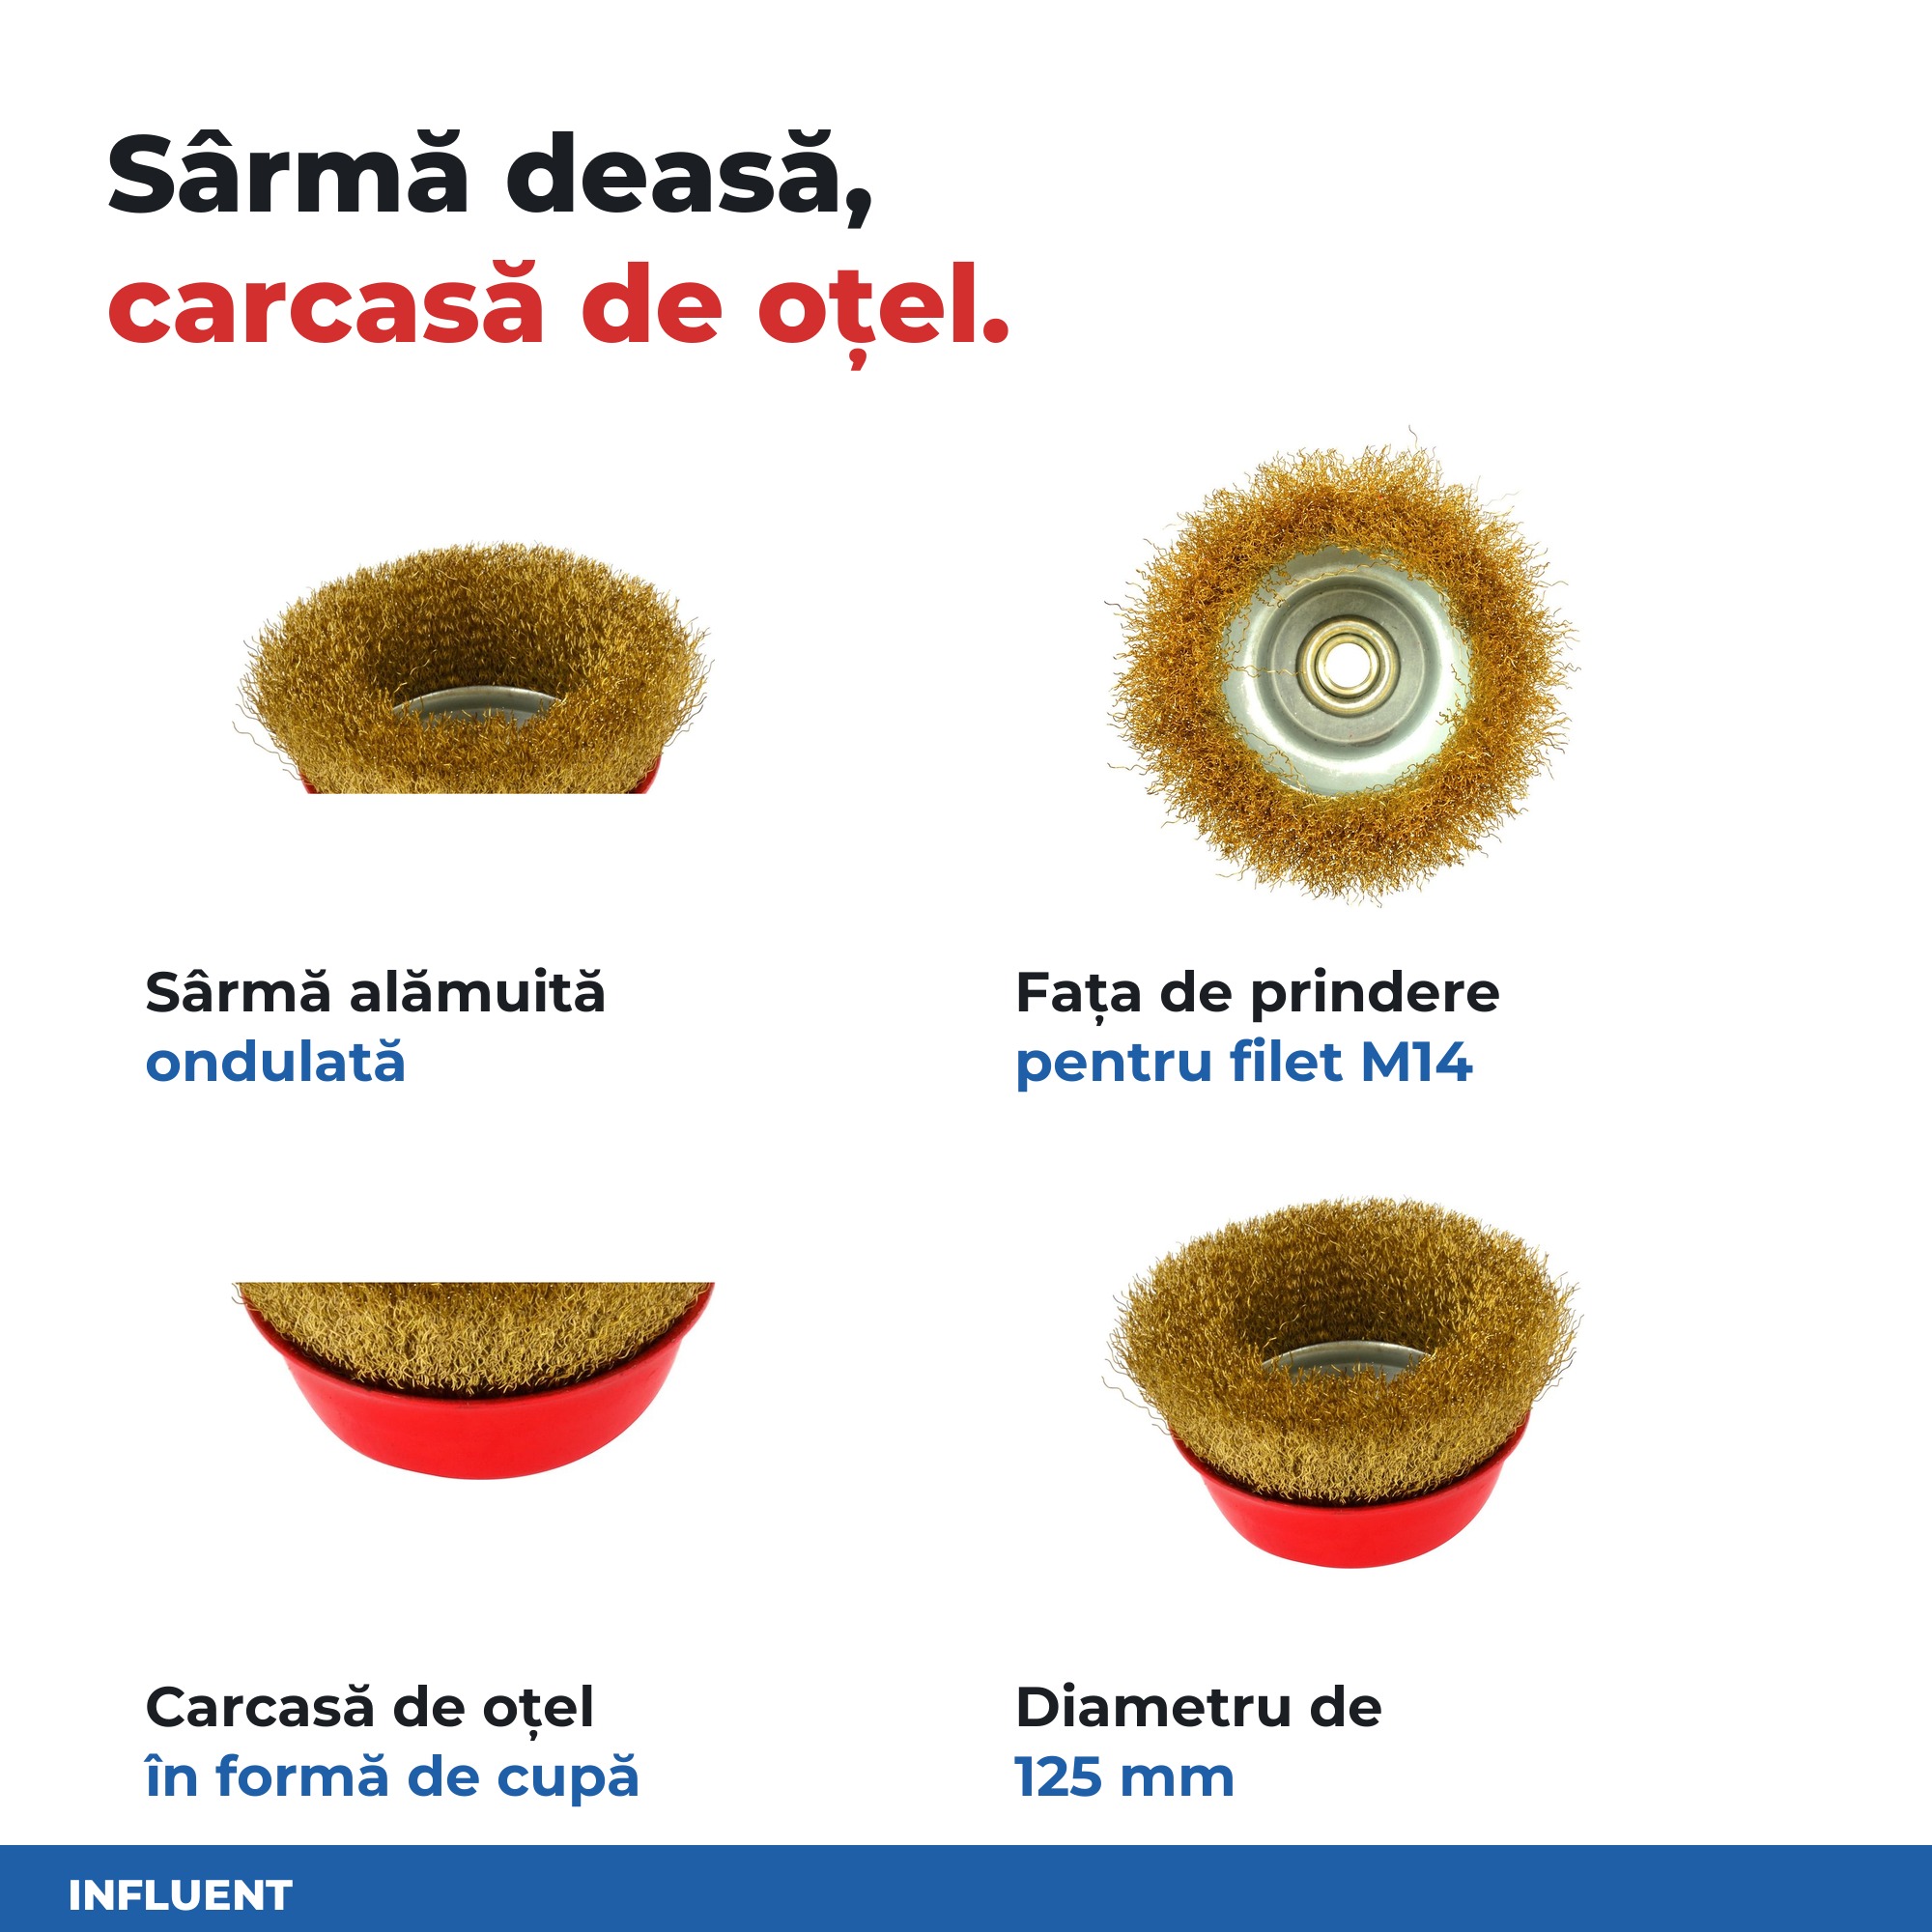 Sârmă deasă,
carcasă de oțel.
Sârmă alămuită
ondulată
Fața de prindere
pentru filet M14
Carcasă de oțel
în formă de cupă
Diametru de
125 mm
INFLUENT